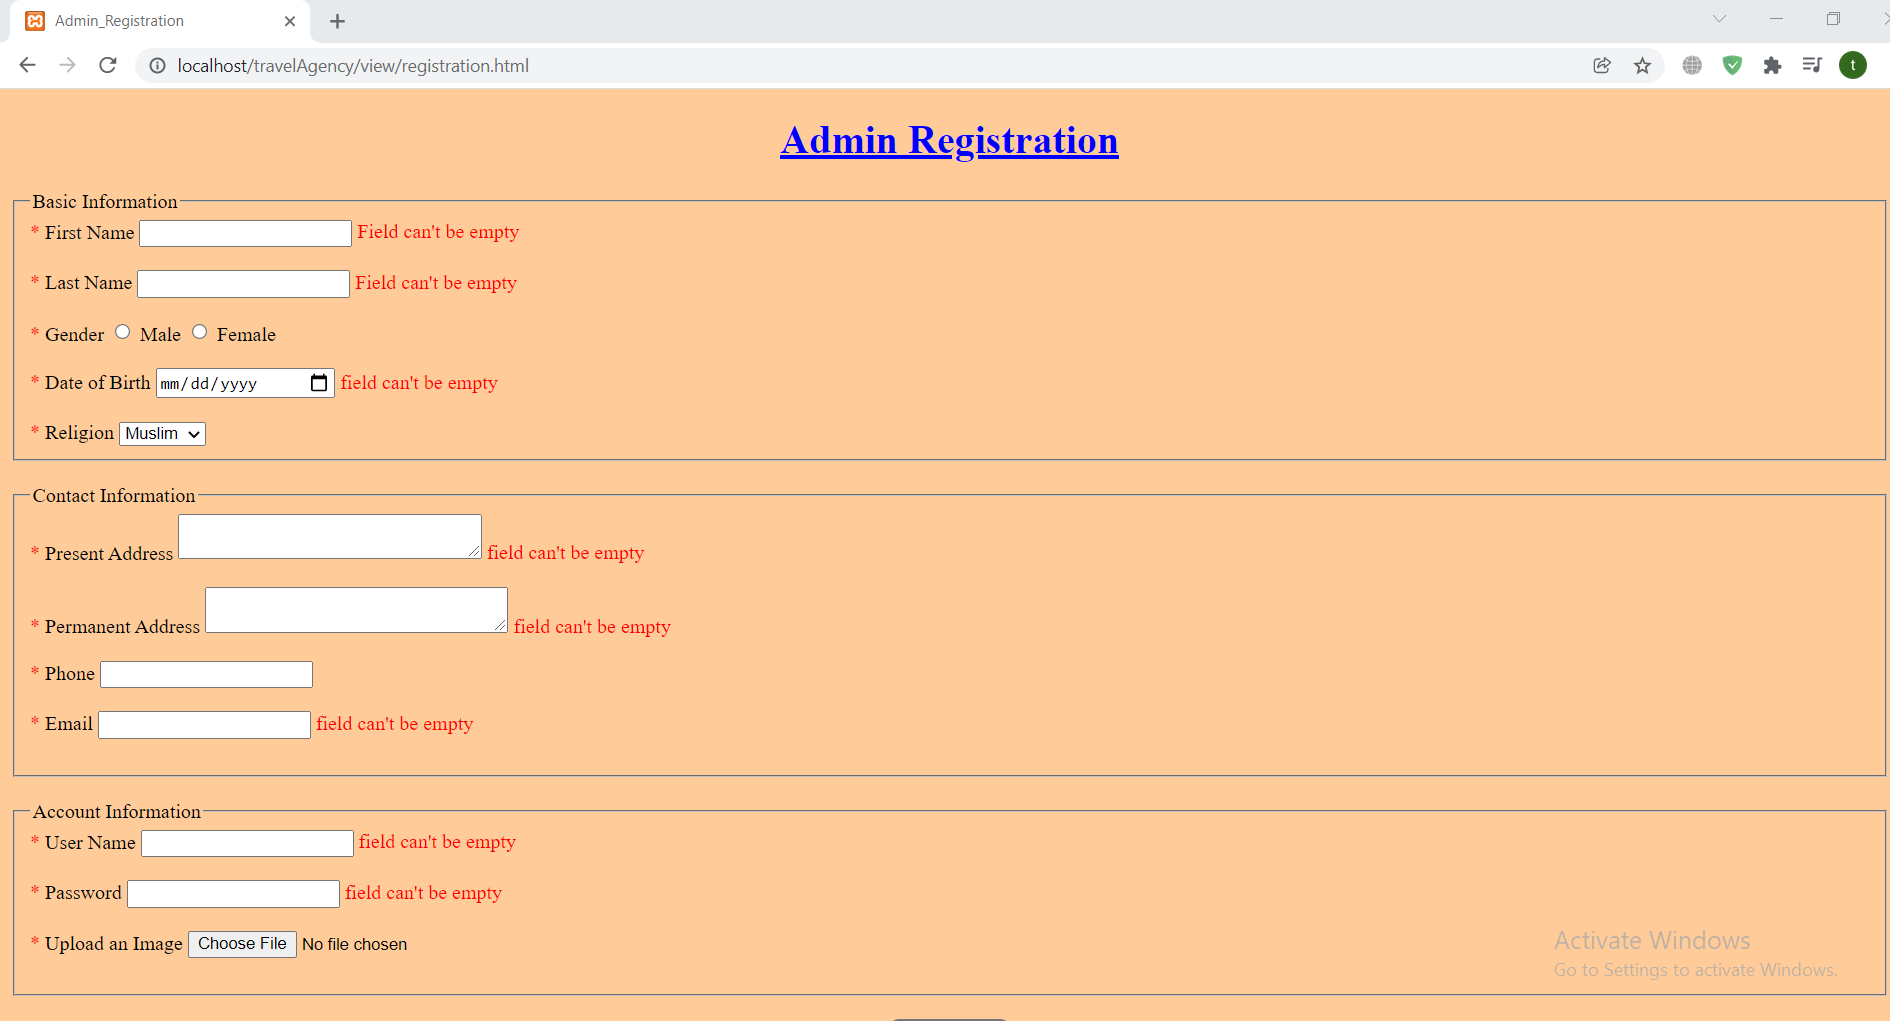 Admin_Registration
localhost/travelAgency/view/registration.html
t
Admin Registration
Basic Information
* First Name Field can't be empty
* Last Name Field can't be empty
* Gender Male Female
* Date of Birth mm/dd/yyyy field can't be empty
* Religion Muslim
Contact Information
* Present Address field can't be empty
* Permanent Address field can't be empty
* Phone
* Email field can't be empty
Account Information
* User Name field can't be empty
* Password field can't be empty
* Upload an Image Choose File No file chosen
Activate Windows
Go to Settings to activate Windows.